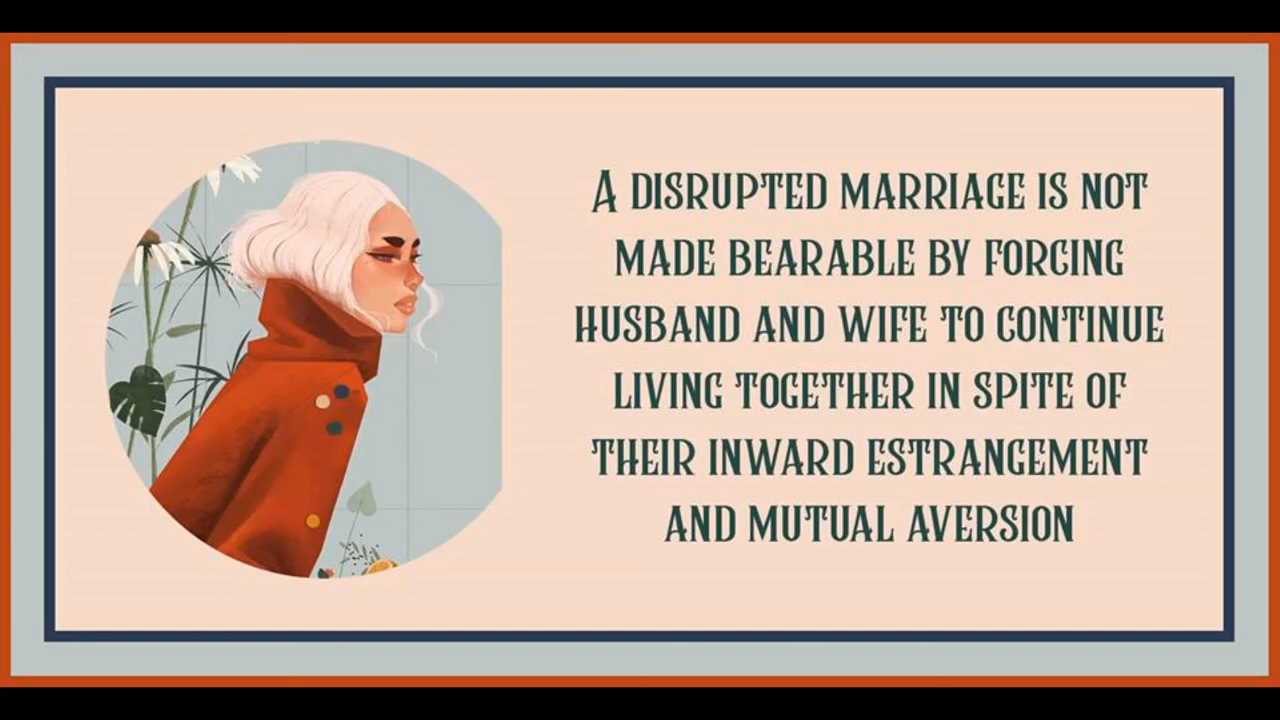 A DISRUPTED MARRIAGE IS NOT
MADE BEARABLE BY FORCING
HUSBAND AND WIFE TO CONTINUE
LIVING TOGETHER IN SPITE OF
THEIR INWARD ESTRANGEMENT
AND MUTUAL AVERSION